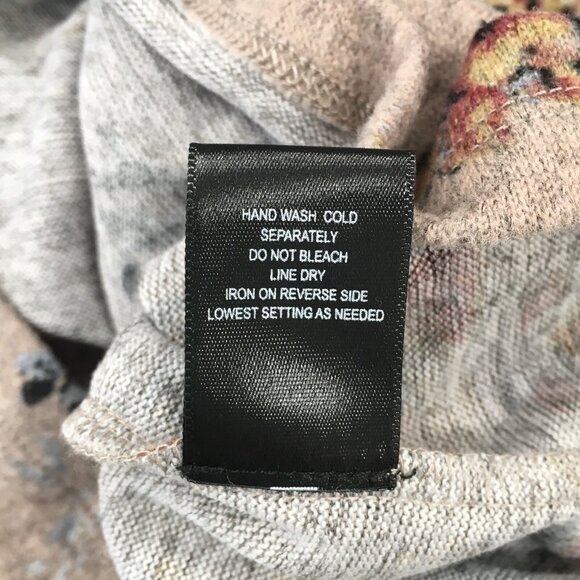 HAND WASH COLD
SEPARATELY
DO NOT BLEACH
LINE DRY
IRON ON REVERSE SIDE
LOWEST SETTING AS NEEDED